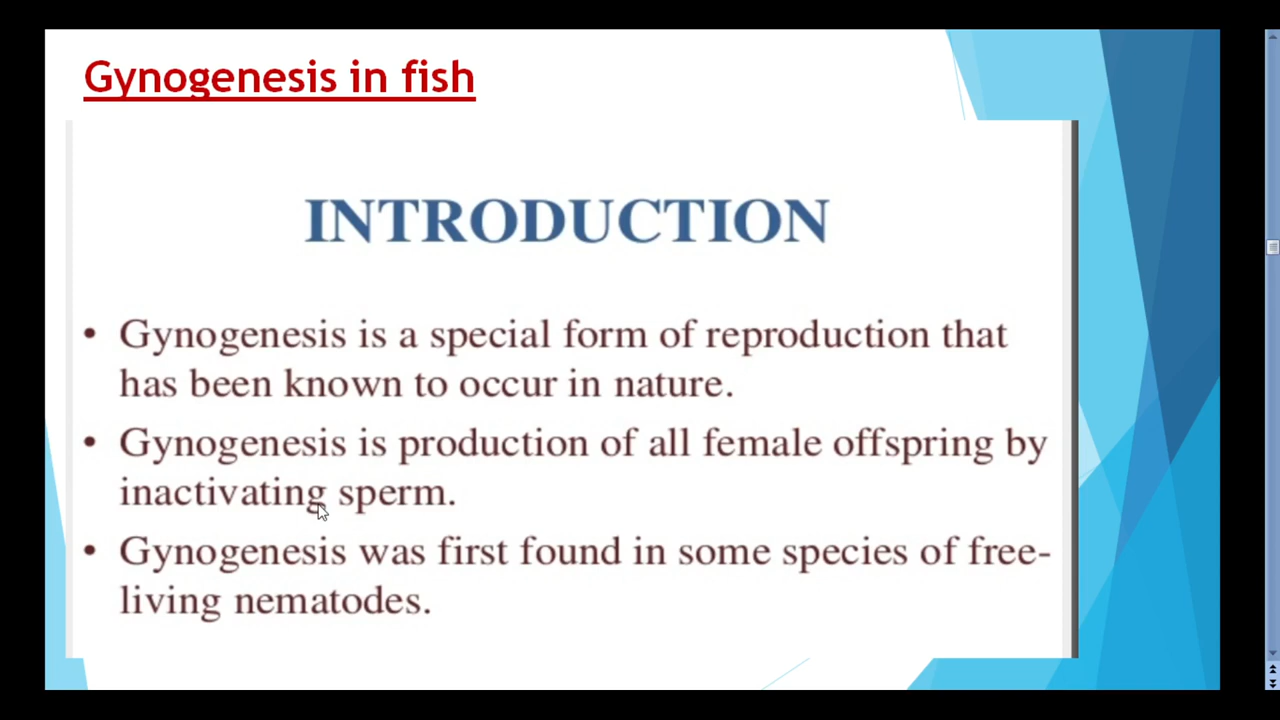 Gynogenesis in fish
INTRODUCTION
• Gynogenesis is a special form of reproduction that
has been known to occur in nature.
• Gynogenesis is production of all female offspring by
inactivating sperm.
• Gynogenesis was first found in some species of free-
living nematodes.